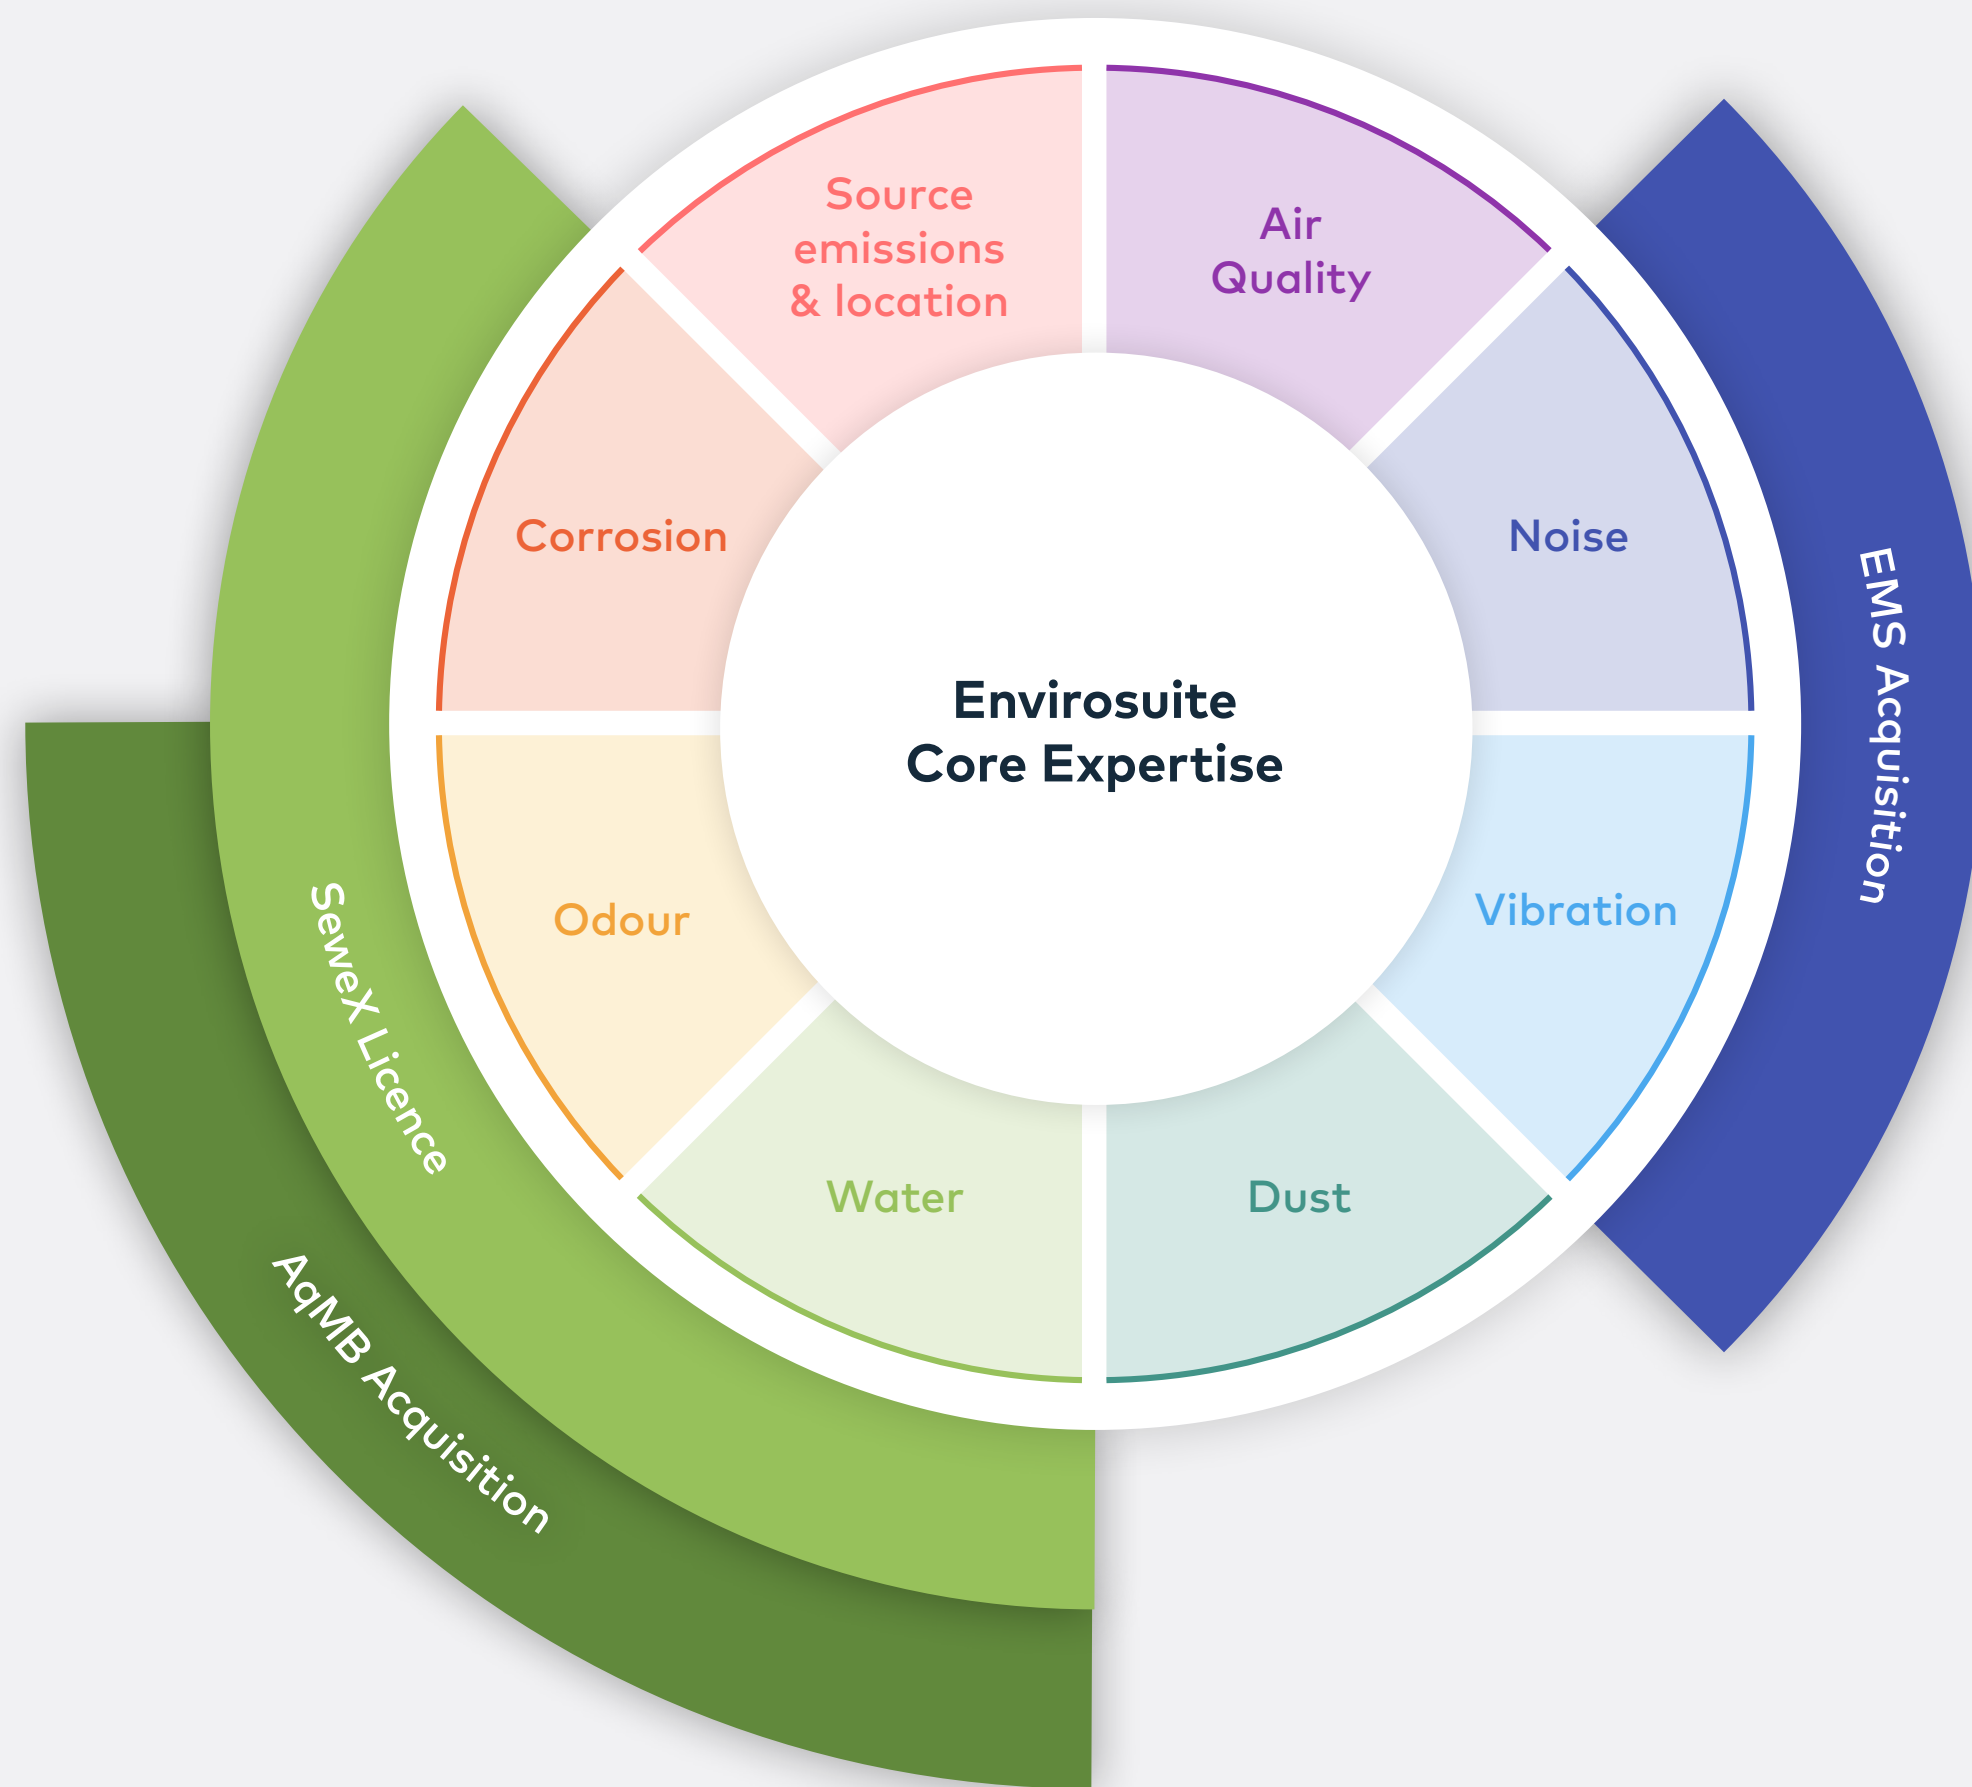 Source
emissions
& location
Air
Quality
Corrosion
Noise
Envirosuite
Core Expertise
Odour
Vibration
Water
Dust
EMS Acquisition
SeweX Licence
AqMB Acquisition